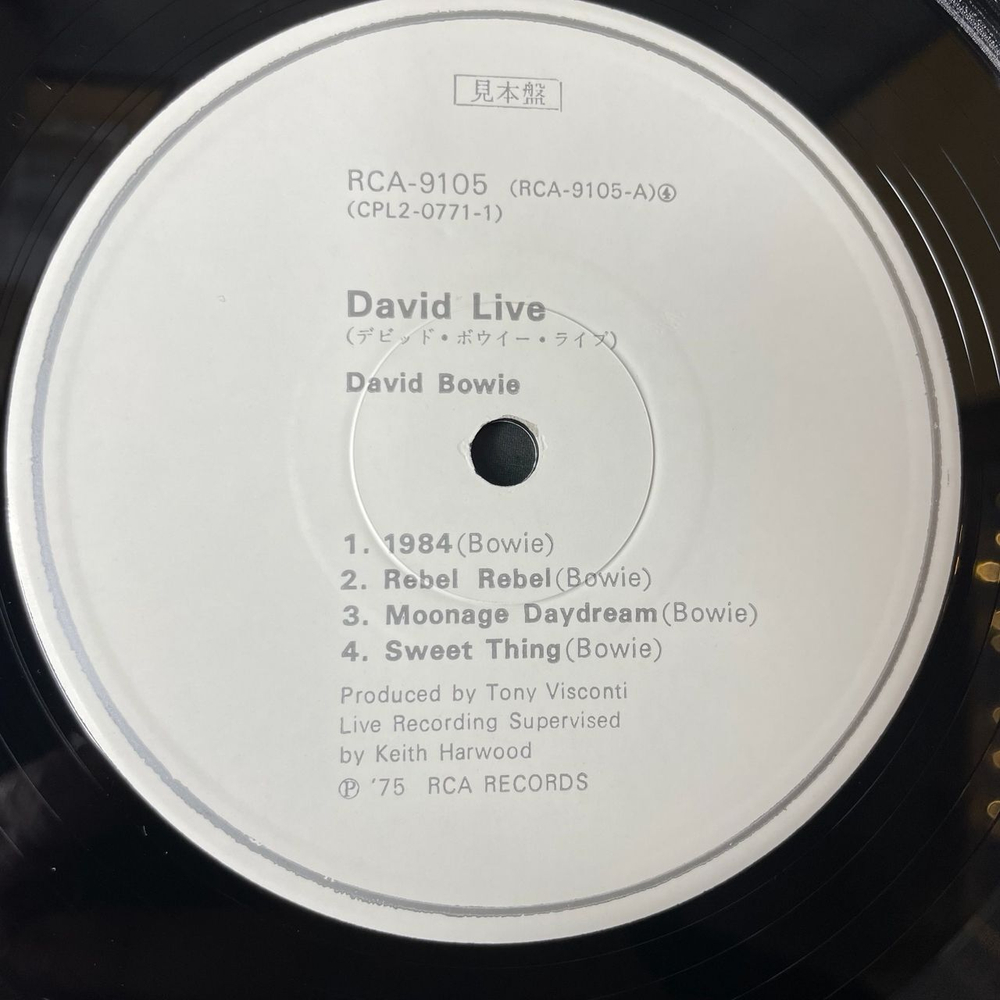 見本盤
RCA-9105 (RCA-9105-A)④
(CPL2-0771-1)
David Live
(デビッド・ボウイー・ライブ)
David Bowie
1. 1984(Bowie)
2. Rebel Rebel(Bowie)
3. Moonage Daydream(Bowie)
4. Sweet Thing(Bowie)
Produced by Tony Visconti
Live Recording Supervised
by Keith Harwood
Ⓟ '75 RCA RECORDS